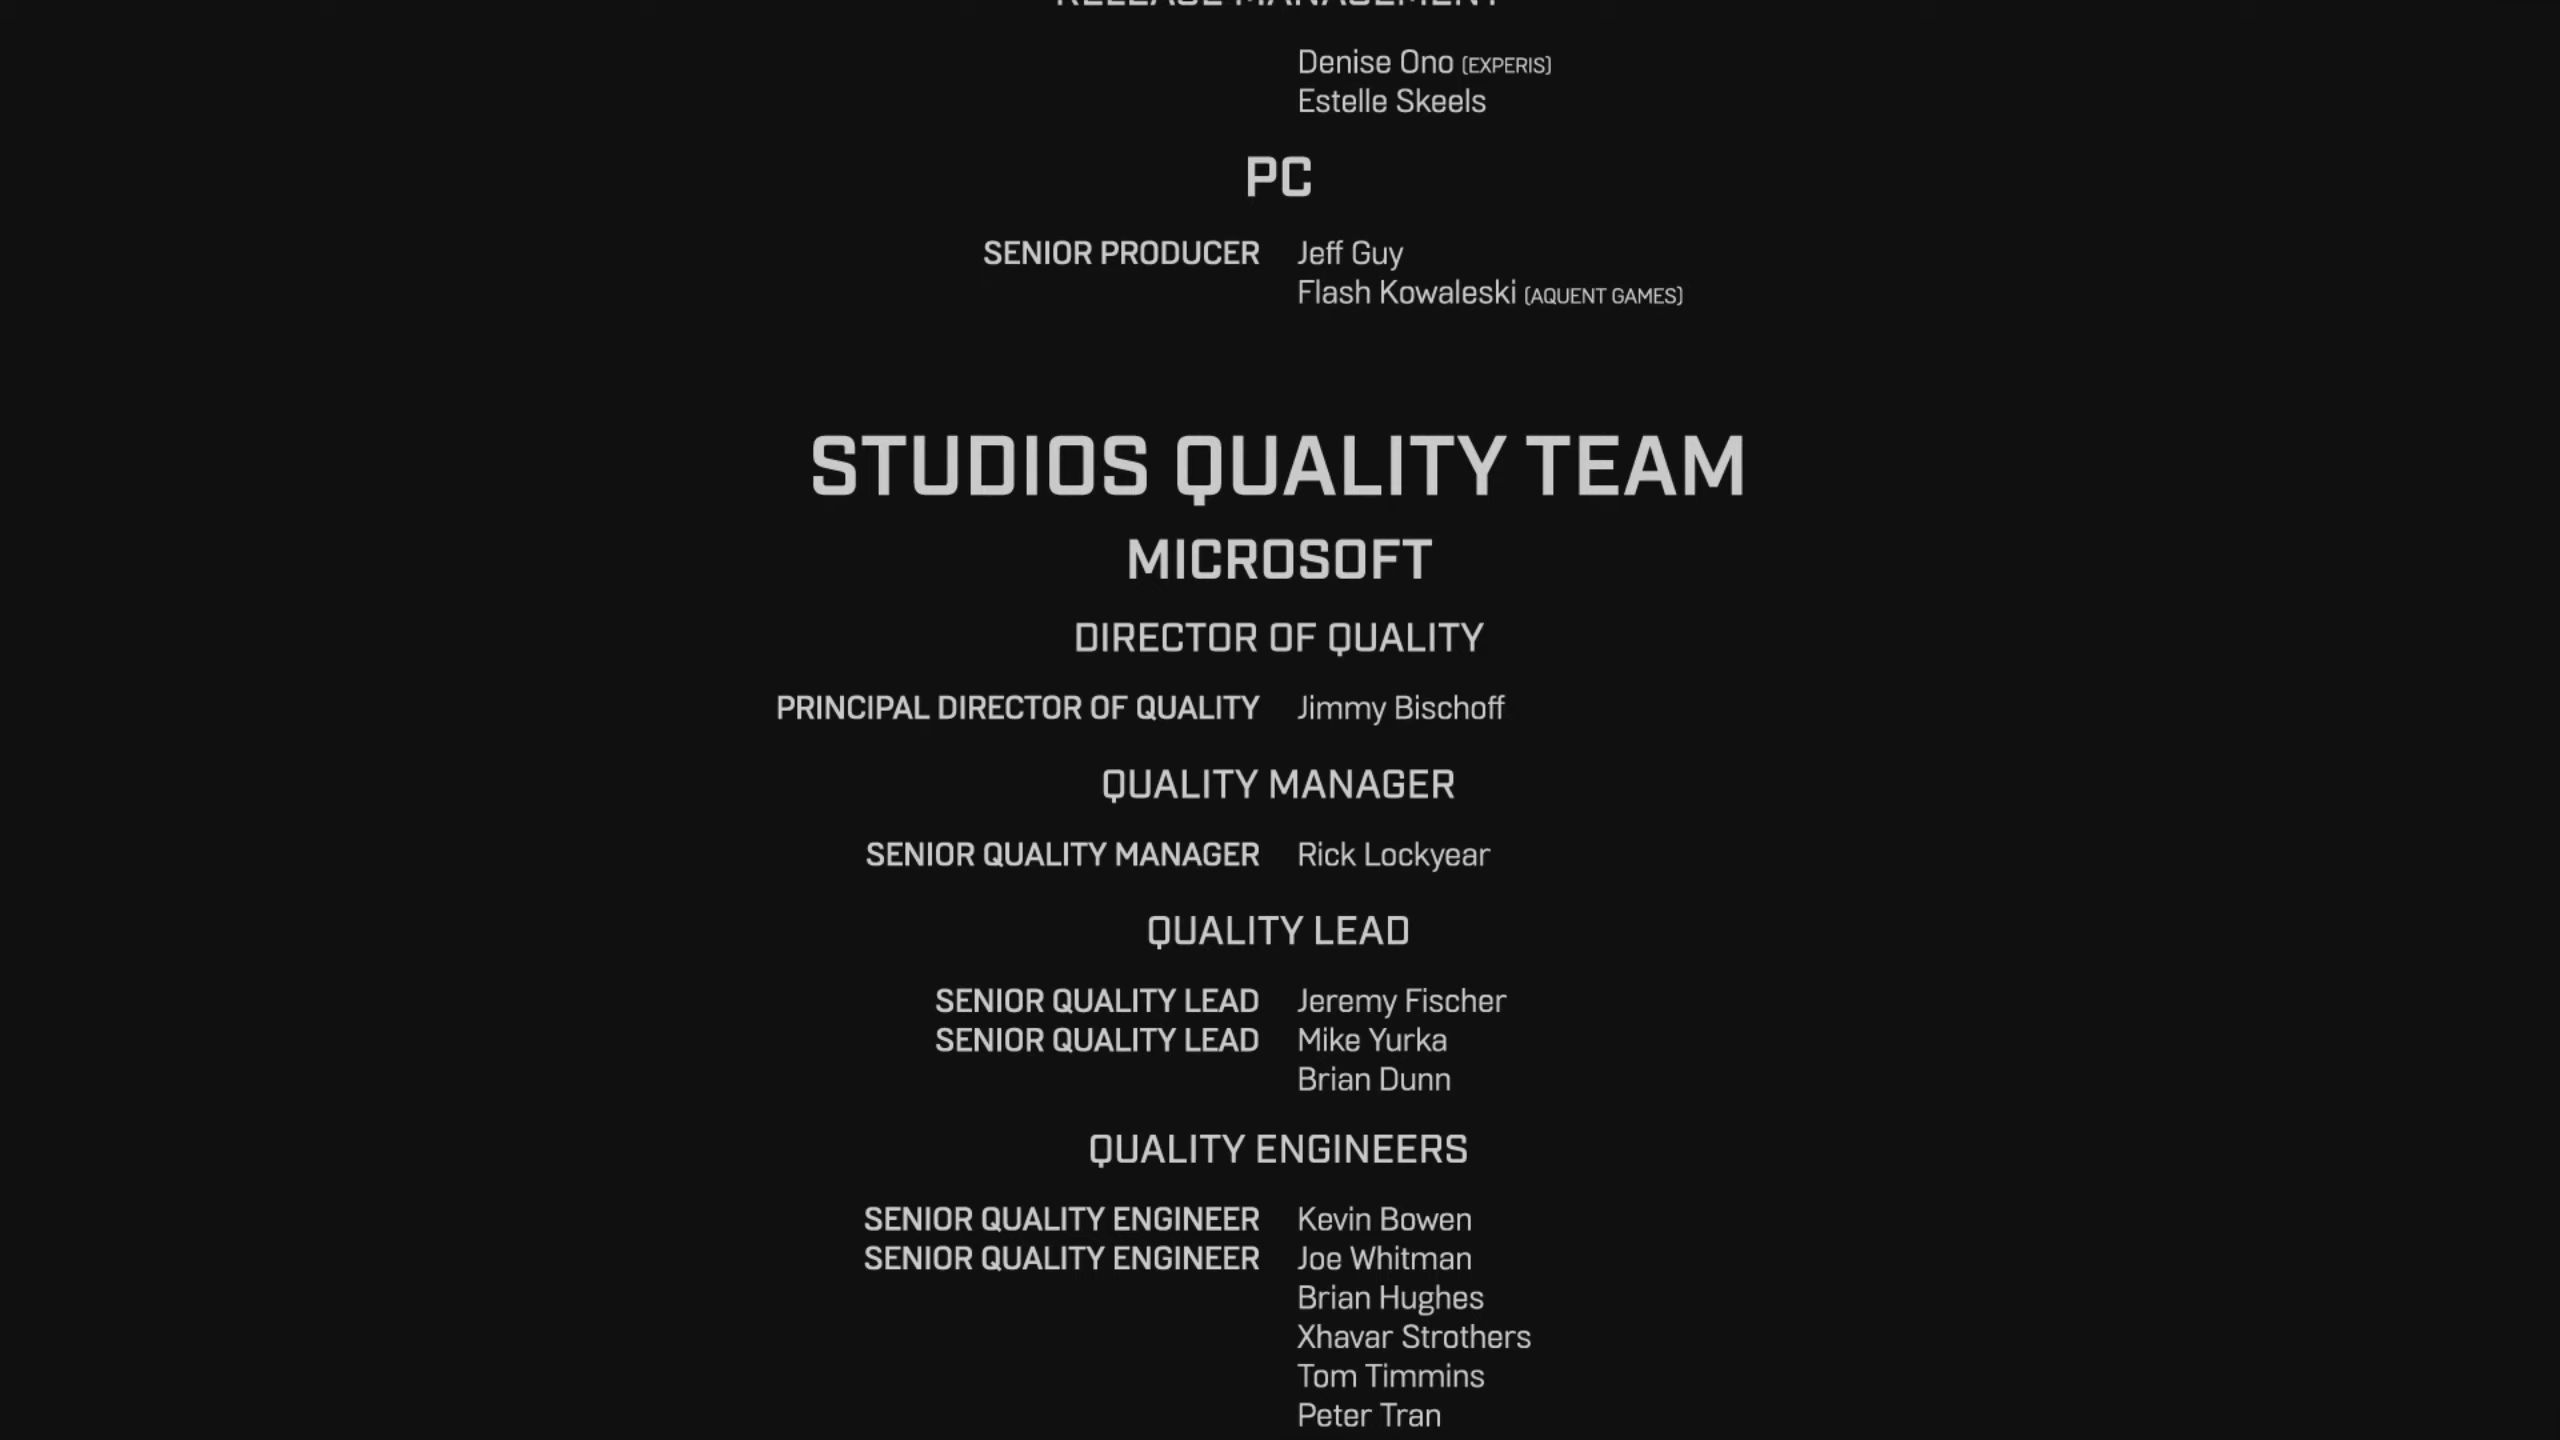 RELEASE MANAGEMENT
Denise Ono (EXPERIS)
Estelle Skeels
PC
SENIOR PRODUCER Jeff Guy
Flash Kowaleski (AQUENT GAMES)
STUDIOS QUALITY TEAM
MICROSOFT
DIRECTOR OF QUALITY
PRINCIPAL DIRECTOR OF QUALITY Jimmy Bischoff
QUALITY MANAGER
SENIOR QUALITY MANAGER Rick Lockyear
QUALITY LEAD
SENIOR QUALITY LEAD Jeremy Fischer
SENIOR QUALITY LEAD Mike Yurka
Brian Dunn
QUALITY ENGINEERS
SENIOR QUALITY ENGINEER Kevin Bowen
SENIOR QUALITY ENGINEER Joe Whitman
Brian Hughes
Xhavar Strothers
Tom Timmins
Peter Tran